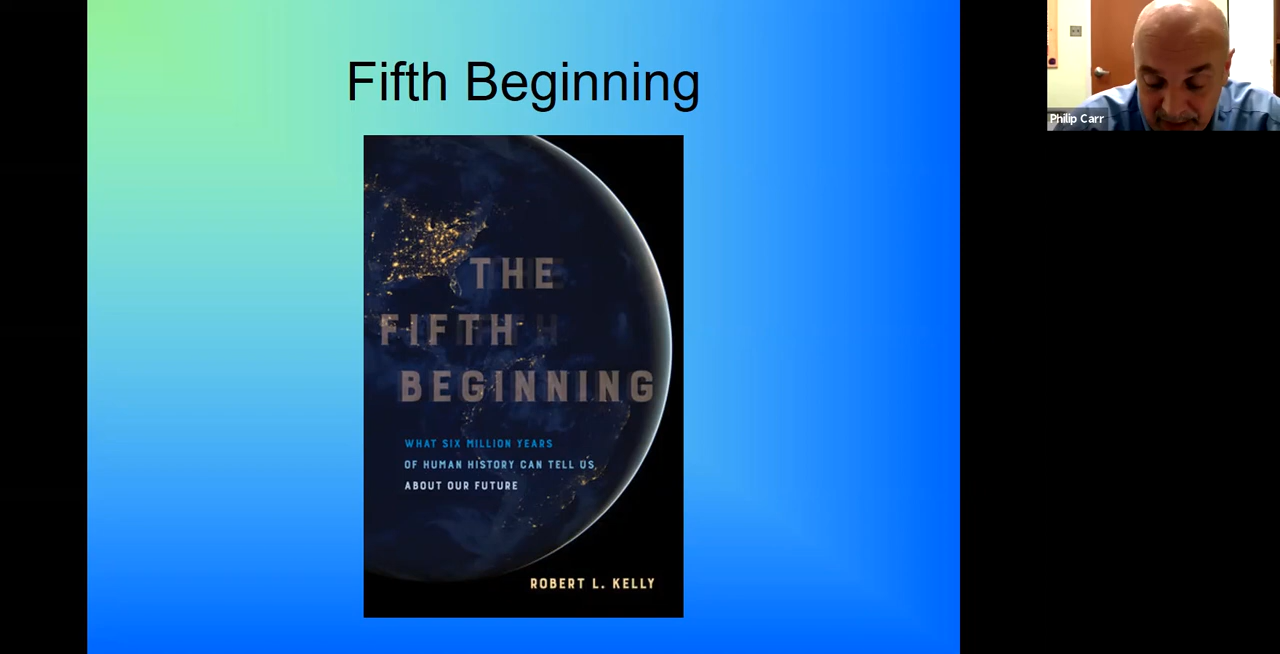 Fifth Beginning
THE
FIFTH
BEGINNING
WHAT SIX MILLION YEARS
OF HUMAN HISTORY CAN TELL US
ABOUT OUR FUTURE
ROBERT L. KELLY
Philip Carr